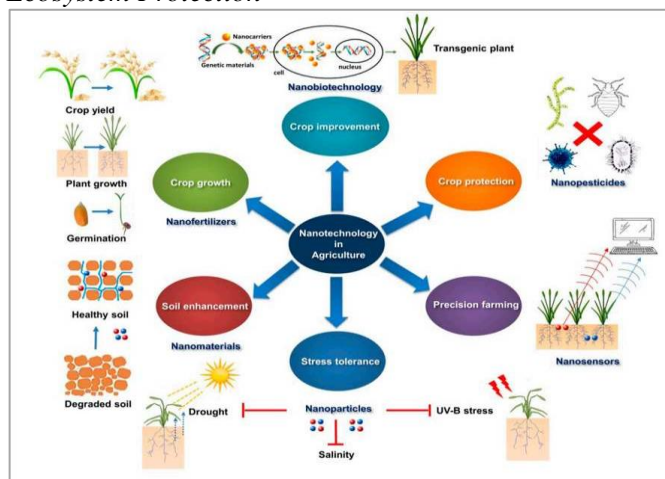 Ecosystem Protection
Nanocarriers
Genetic materials
cell
nucleus
Transgenic plant
Nanobiotechnology
Crop improvement
Crop yield
Plant growth
Germination
Crop growth
Nanofertilizers
Crop protection
Nanopesticides
Nanotechnology
in
Agriculture
Healthy soil
Degraded soil
Soil enhancement
Nanomaterials
Precision farming
Nanosensors
Stress tolerance
Drought
Nanoparticles
UV-B stress
Salinity